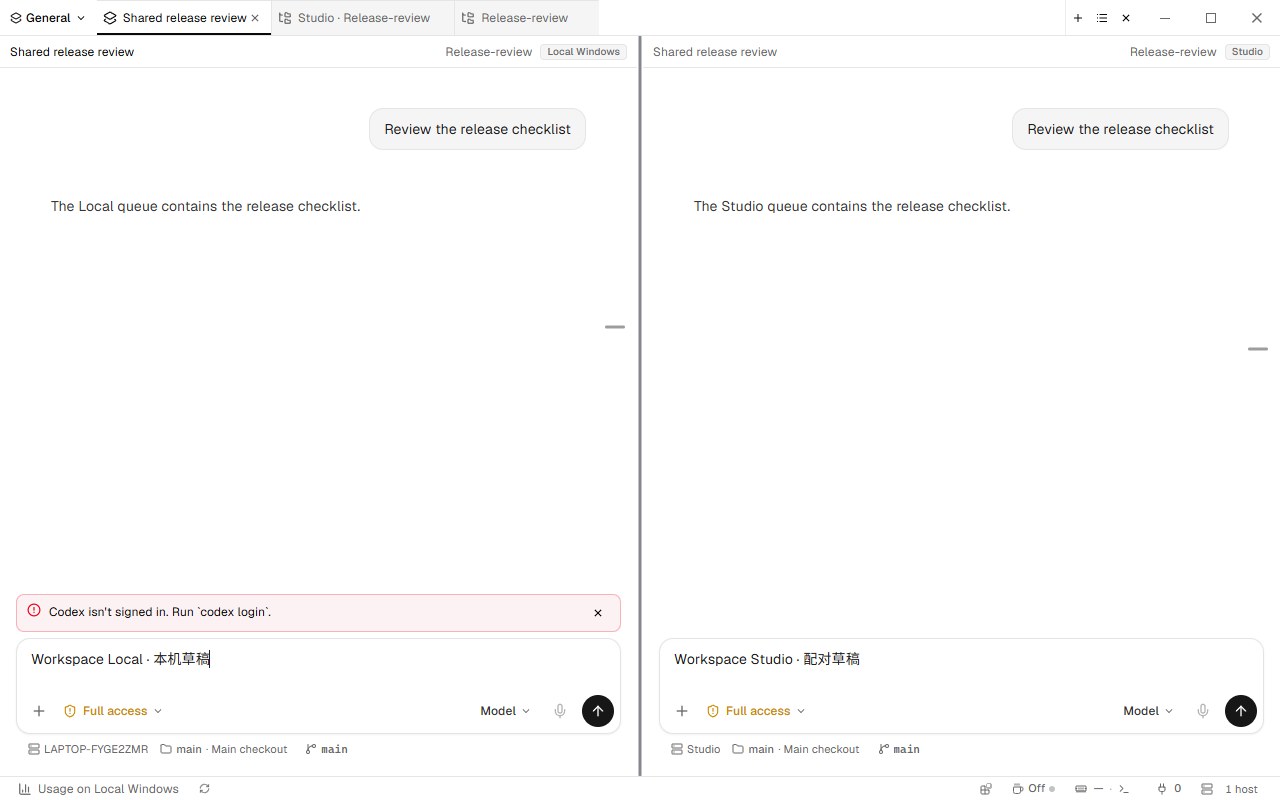 General
Shared release review
Studio · Release-review
Release-review
Shared release review
Release-review
Local Windows
Shared release review
Release-review
Studio
Review the release checklist
The Local queue contains the release checklist.
Codex isn't signed in. Run `codex login`.
Workspace Local · 本机草稿
Full access
Model
LAPTOP-FYGE2ZMR
main · Main checkout
main
Review the release checklist
The Studio queue contains the release checklist.
Workspace Studio · 配对草稿
Full access
Model
Studio
main · Main checkout
main
Usage on Local Windows
Off
— ·
0
1 host